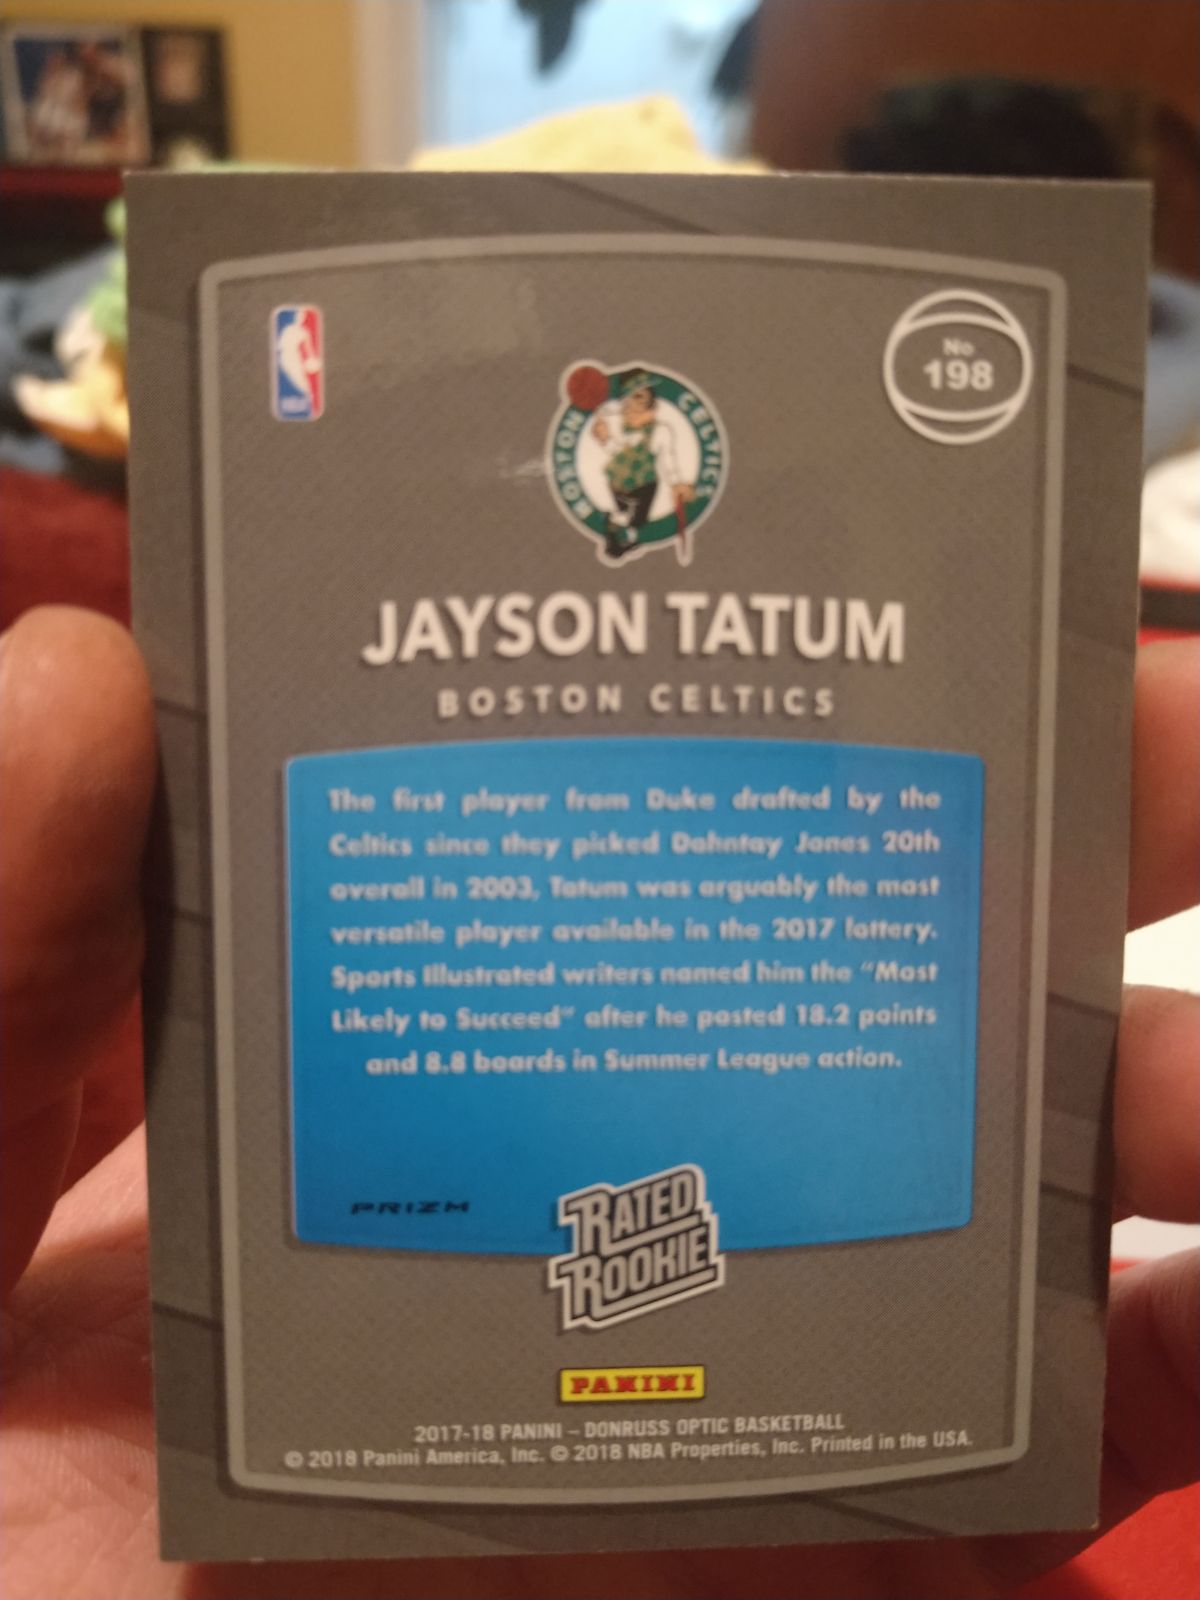 No
198
BOSTON CELTICS
JAYSON TATUM
BOSTON CELTICS
The first player from Duke drafted by the
Celtics since they picked Dahntay Jones 20th
overall in 2003, Tatum was arguably the most
versatile player available in the 2017 lottery.
Sports Illustrated writers named him the "Most
Likely to Succeed" after he posted 18.2 points
and 8.8 boards in Summer League action.
PRIZM
RATED
ROOKIE
PANINI
2017-18 PANINI – DONRUSS OPTIC BASKETBALL
© 2018 Panini America, Inc. © 2018 NBA Properties, Inc. Printed in the USA.